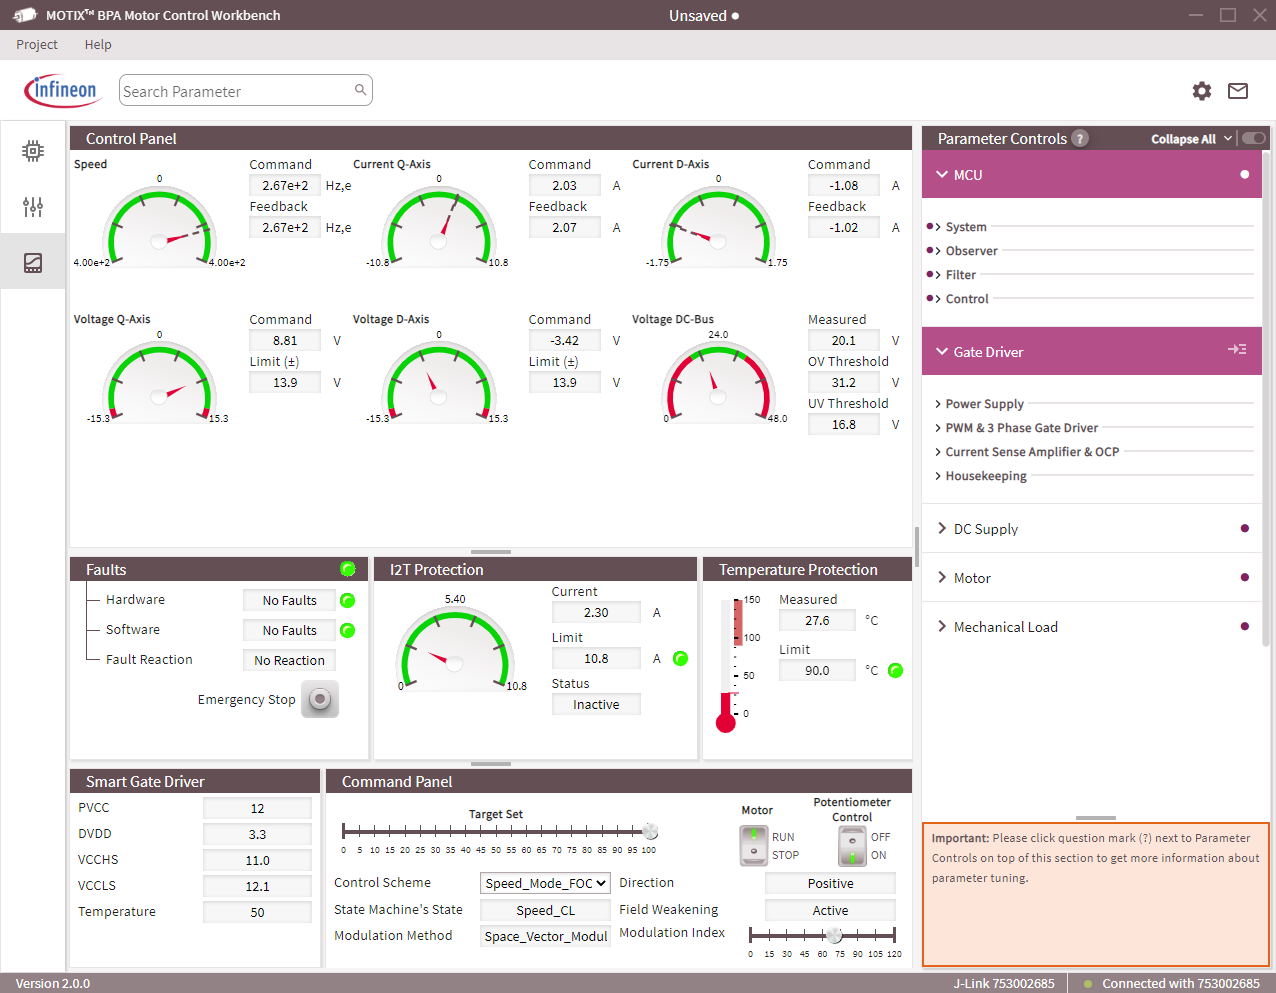 MOTIX™ BPA Motor Control Workbench
Unsaved
Project Help
infineon
Search Parameter
Control Panel
Speed
0
4.00e+2 4.00e+2
Command
2.67e+2 Hz,e
Feedback
2.67e+2 Hz,e
Current Q-Axis
0
-10.8 10.8
Command
2.03 A
Feedback
2.07 A
Current D-Axis
0
-1.75 1.75
Command
-1.08 A
Feedback
-1.02 A
Voltage Q-Axis
0
-15.3 15.3
Command
8.81 V
Limit (±)
13.9 V
Voltage D-Axis
0
-15.3 15.3
Command
-3.42 V
Limit (±)
13.9 V
Voltage DC-Bus
24.0
0 48.0
Measured
20.1 V
OV Threshold
31.2 V
UV Threshold
16.8 V
Faults
Hardware No Faults
Software No Faults
Fault Reaction No Reaction
Emergency Stop
I2T Protection
5.40
0 10.8
Current
2.30 A
Limit
10.8 A
Status
Inactive
Temperature Protection
150
100
50
0
Measured
27.6 °C
Limit
90.0 °C
Smart Gate Driver
PVCC 12
DVDD 3.3
VCCHS 11.0
VCCLS 12.1
Temperature 50
Command Panel
Target Set
0 5 10 15 20 25 30 35 40 45 50 55 60 65 70 75 80 85 90 95 100
Motor
RUN
STOP
Potentiometer
Control
OFF
ON
Control Scheme Speed_Mode_FOC
Direction Positive
State Machine's State Speed_CL
Field Weakening Active
Modulation Method Space_Vector_Modul
Modulation Index
0 15 30 45 60 75 90 105 120
Parameter Controls ?
Collapse All
MCU
System
Observer
Filter
Control
Gate Driver
Power Supply
PWM & 3 Phase Gate Driver
Current Sense Amplifier & OCP
Housekeeping
DC Supply
Motor
Mechanical Load
Important: Please click question mark (?) next to Parameter
Controls on top of this section to get more information about
parameter tuning.
Version 2.0.0
J-Link 753002685
Connected with 753002685